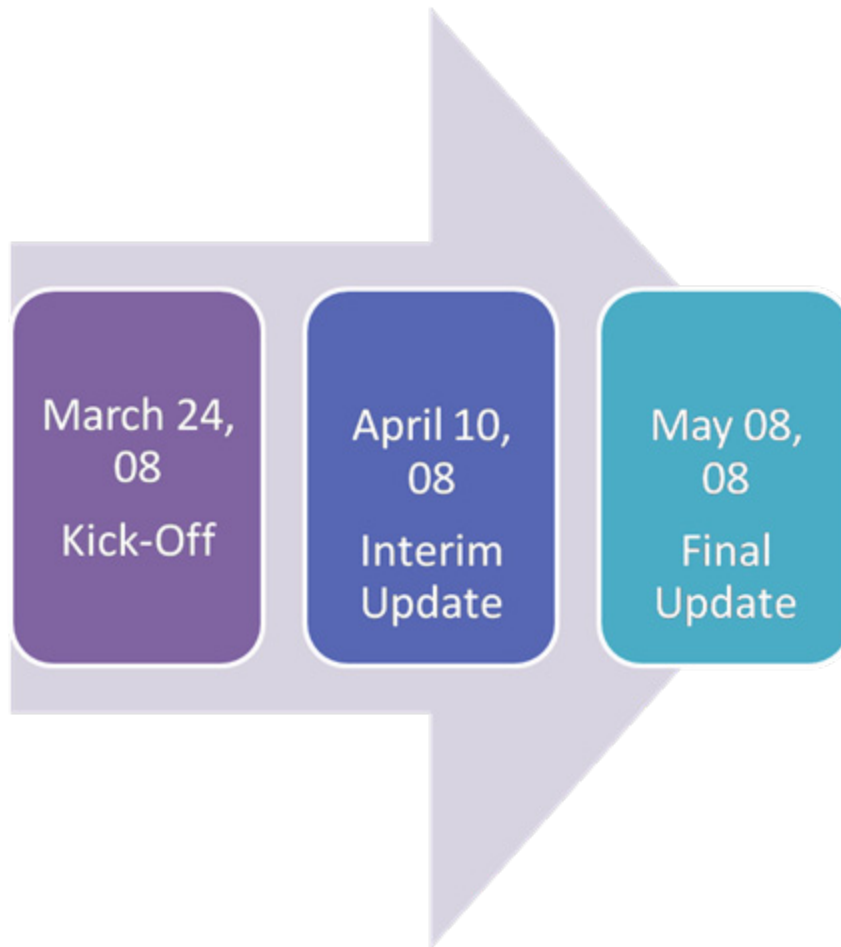 March 24,
08
Kick-Off
April 10,
08
Interim
Update
May 08,
08
Final
Update